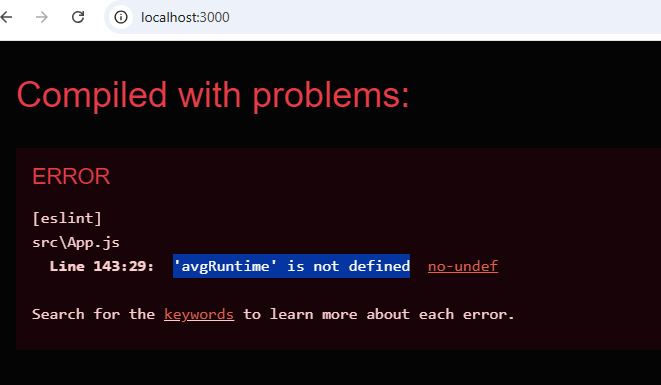 localhost:3000
Compiled with problems:
ERROR
[eslint]
src\App.js
Line 143:29: 'avgRuntime' is not defined no-undef
Search for the keywords to learn more about each error.